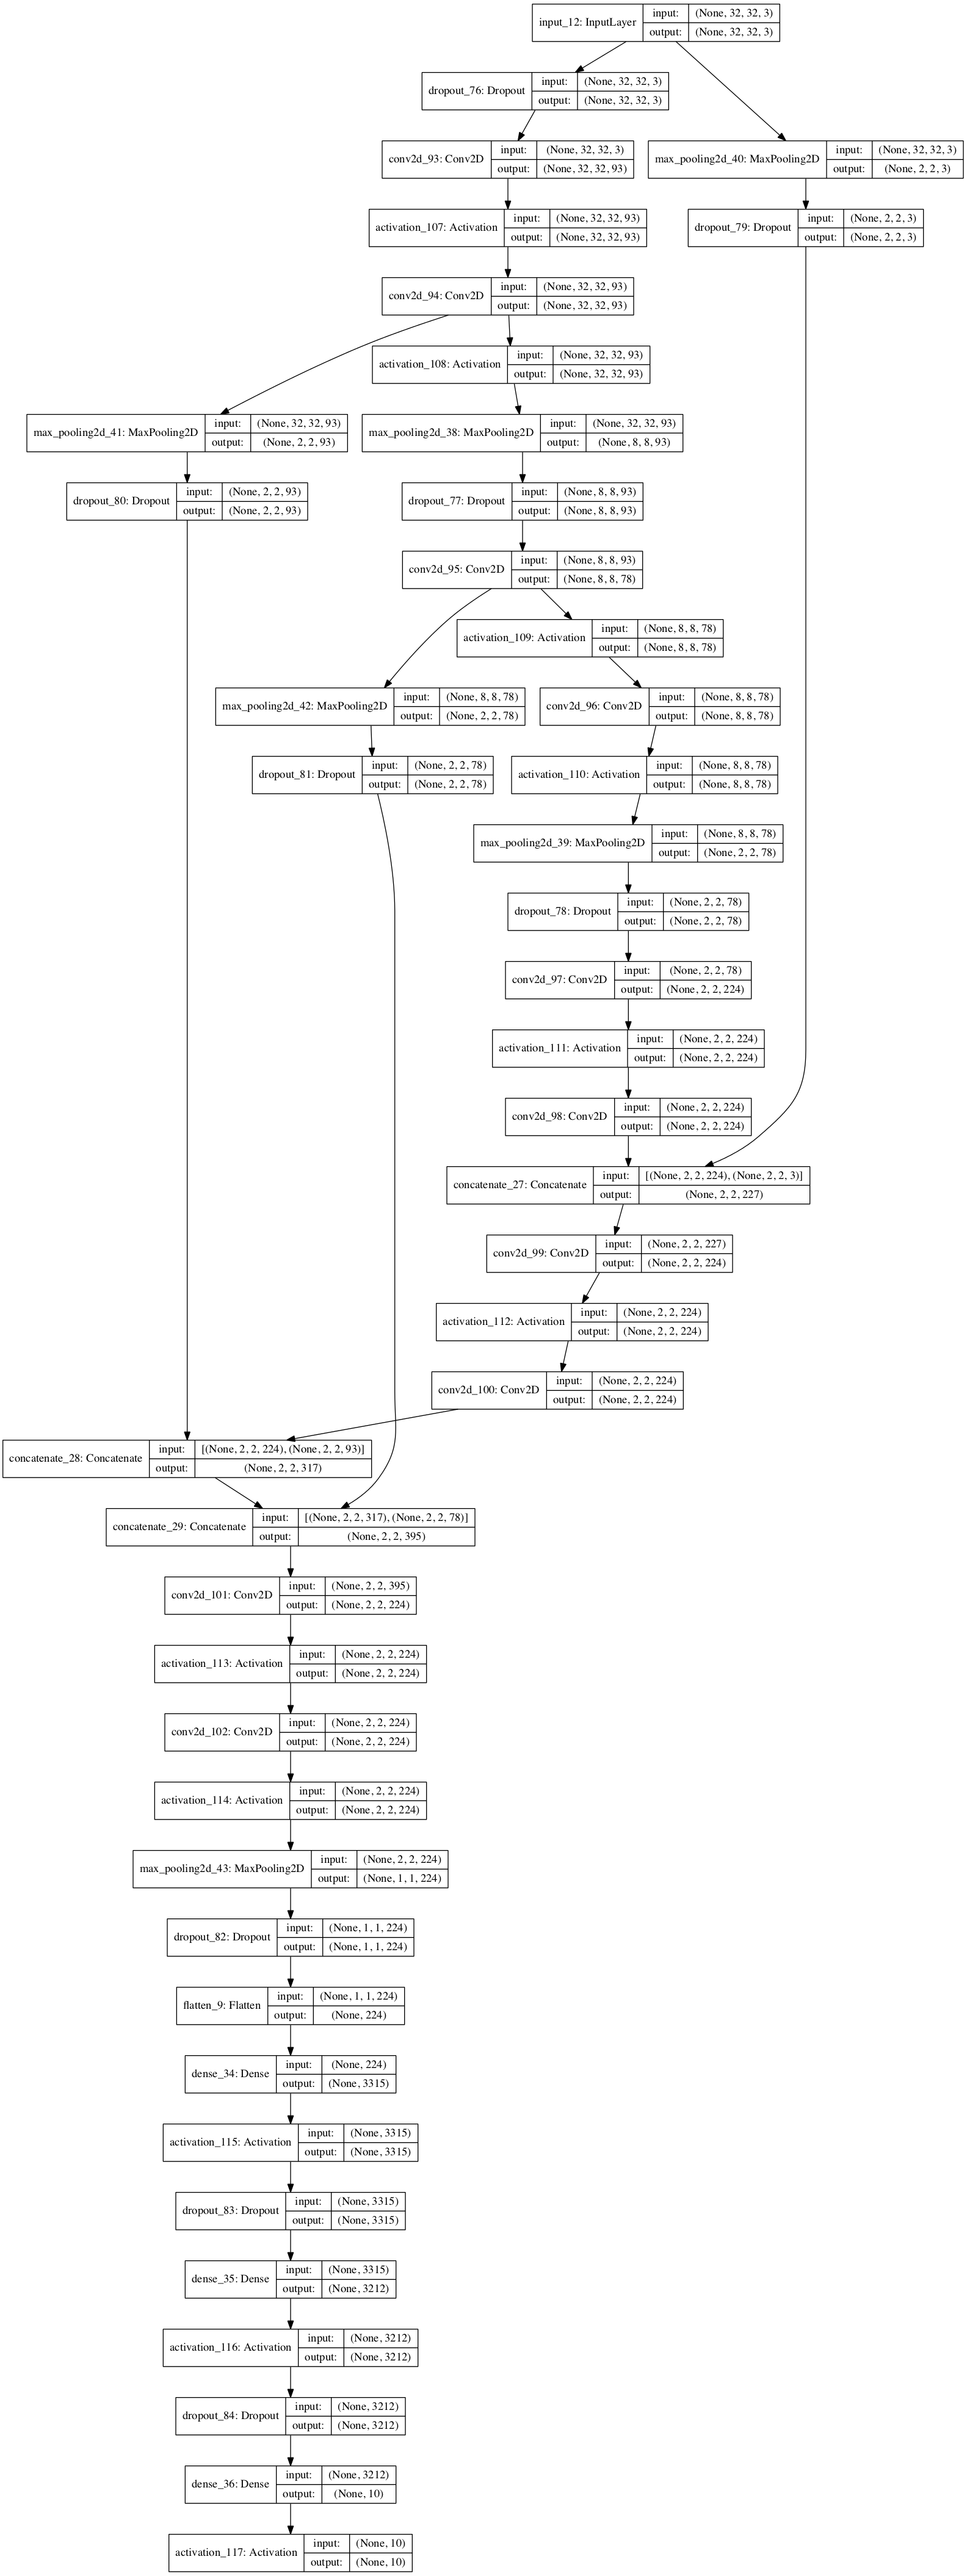 input_12: InputLayer
input: (None, 32, 32, 3)
output: (None, 32, 32, 3)
dropout_76: Dropout
input: (None, 32, 32, 3)
output: (None, 32, 32, 3)
conv2d_93: Conv2D
input: (None, 32, 32, 3)
output: (None, 32, 32, 93)
max_pooling2d_40: MaxPooling2D
input: (None, 32, 32, 3)
output: (None, 2, 2, 3)
activation_107: Activation
input: (None, 32, 32, 93)
output: (None, 32, 32, 93)
dropout_79: Dropout
input: (None, 2, 2, 3)
output: (None, 2, 2, 3)
conv2d_94: Conv2D
input: (None, 32, 32, 93)
output: (None, 32, 32, 93)
activation_108: Activation
input: (None, 32, 32, 93)
output: (None, 32, 32, 93)
max_pooling2d_41: MaxPooling2D
input: (None, 32, 32, 93)
output: (None, 2, 2, 93)
max_pooling2d_38: MaxPooling2D
input: (None, 32, 32, 93)
output: (None, 8, 8, 93)
dropout_80: Dropout
input: (None, 2, 2, 93)
output: (None, 2, 2, 93)
dropout_77: Dropout
input: (None, 8, 8, 93)
output: (None, 8, 8, 93)
conv2d_95: Conv2D
input: (None, 8, 8, 93)
output: (None, 8, 8, 78)
activation_109: Activation
input: (None, 8, 8, 78)
output: (None, 8, 8, 78)
max_pooling2d_42: MaxPooling2D
input: (None, 8, 8, 78)
output: (None, 2, 2, 78)
conv2d_96: Conv2D
input: (None, 8, 8, 78)
output: (None, 8, 8, 78)
dropout_81: Dropout
input: (None, 2, 2, 78)
output: (None, 2, 2, 78)
activation_110: Activation
input: (None, 8, 8, 78)
output: (None, 8, 8, 78)
max_pooling2d_39: MaxPooling2D
input: (None, 8, 8, 78)
output: (None, 2, 2, 78)
dropout_78: Dropout
input: (None, 2, 2, 78)
output: (None, 2, 2, 78)
conv2d_97: Conv2D
input: (None, 2, 2, 78)
output: (None, 2, 2, 224)
activation_111: Activation
input: (None, 2, 2, 224)
output: (None, 2, 2, 224)
conv2d_98: Conv2D
input: (None, 2, 2, 224)
output: (None, 2, 2, 224)
concatenate_27: Concatenate
input: [(None, 2, 2, 224), (None, 2, 2, 3)]
output: (None, 2, 2, 227)
conv2d_99: Conv2D
input: (None, 2, 2, 227)
output: (None, 2, 2, 224)
activation_112: Activation
input: (None, 2, 2, 224)
output: (None, 2, 2, 224)
conv2d_100: Conv2D
input: (None, 2, 2, 224)
output: (None, 2, 2, 224)
concatenate_28: Concatenate
input: [(None, 2, 2, 224), (None, 2, 2, 93)]
output: (None, 2, 2, 317)
concatenate_29: Concatenate
input: [(None, 2, 2, 317), (None, 2, 2, 78)]
output: (None, 2, 2, 395)
conv2d_101: Conv2D
input: (None, 2, 2, 395)
output: (None, 2, 2, 224)
activation_113: Activation
input: (None, 2, 2, 224)
output: (None, 2, 2, 224)
conv2d_102: Conv2D
input: (None, 2, 2, 224)
output: (None, 2, 2, 224)
activation_114: Activation
input: (None, 2, 2, 224)
output: (None, 2, 2, 224)
max_pooling2d_43: MaxPooling2D
input: (None, 2, 2, 224)
output: (None, 1, 1, 224)
dropout_82: Dropout
input: (None, 1, 1, 224)
output: (None, 1, 1, 224)
flatten_9: Flatten
input: (None, 1, 1, 224)
output: (None, 224)
dense_34: Dense
input: (None, 224)
output: (None, 3315)
activation_115: Activation
input: (None, 3315)
output: (None, 3315)
dropout_83: Dropout
input: (None, 3315)
output: (None, 3315)
dense_35: Dense
input: (None, 3315)
output: (None, 3212)
activation_116: Activation
input: (None, 3212)
output: (None, 3212)
dropout_84: Dropout
input: (None, 3212)
output: (None, 3212)
dense_36: Dense
input: (None, 3212)
output: (None, 10)
activation_117: Activation
input: (None, 10)
output: (None, 10)